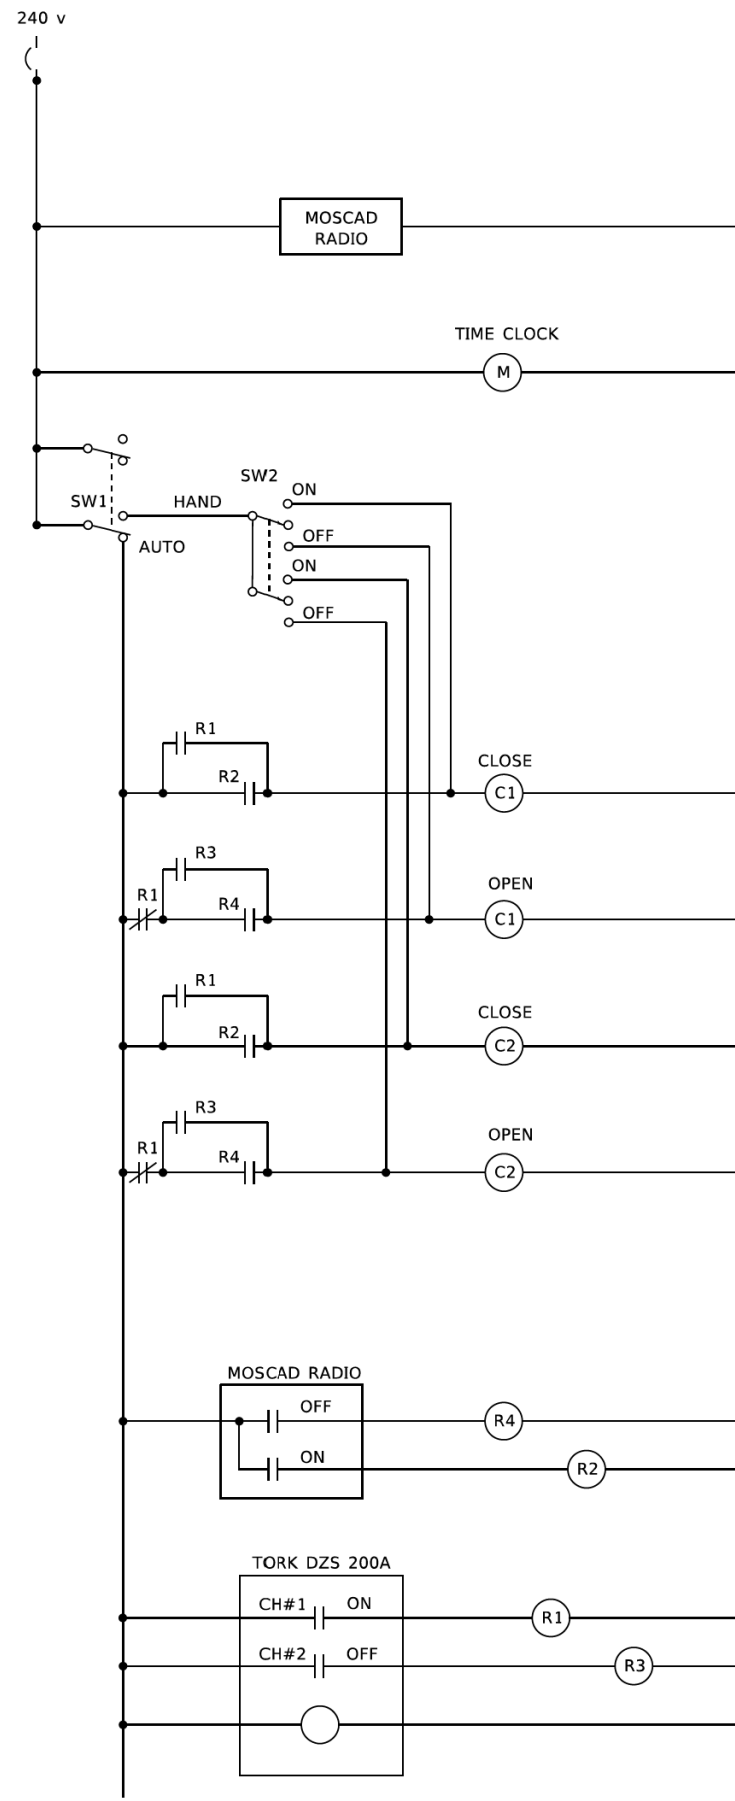 240 v
MOSCAD
RADIO
TIME CLOCK
M
SW2
ON
SW1
HAND
OFF
AUTO
ON
OFF
R1
CLOSE
R2
C1
R3
OPEN
R1
R4
C1
R1
CLOSE
R2
C2
R3
OPEN
R1
R4
C2
MOSCAD RADIO
OFF
R4
ON
R2
TORK DZS 200A
CH#1 ON
R1
CH#2 OFF
R3